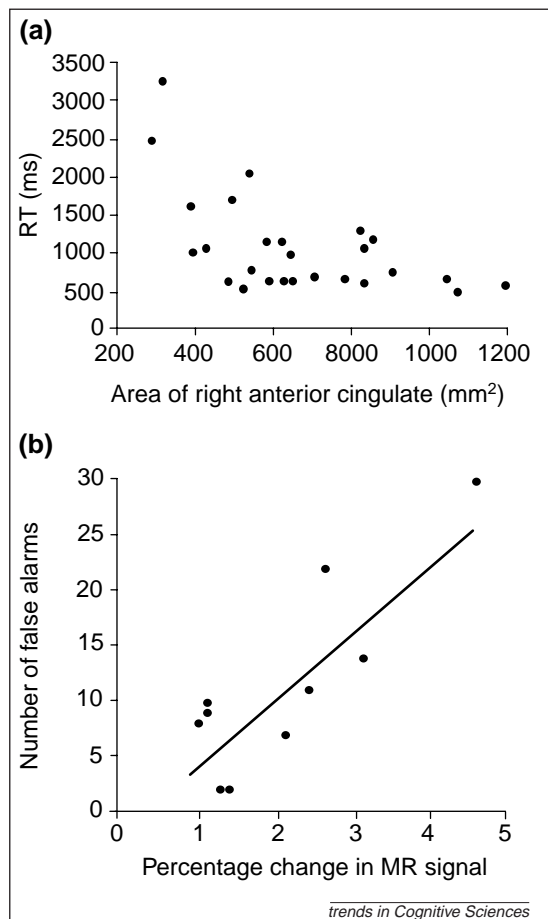 (a)
3500
3000
2500
2000
1500
1000
500
0
RT (ms)
200 400 600 8000 1000 1200
Area of right anterior cingulate (mm²)
(b)
30
25
20
15
10
5
0
Number of false alarms
0 1 2 3 4 5
Percentage change in MR signal
trends in Cognitive Sciences